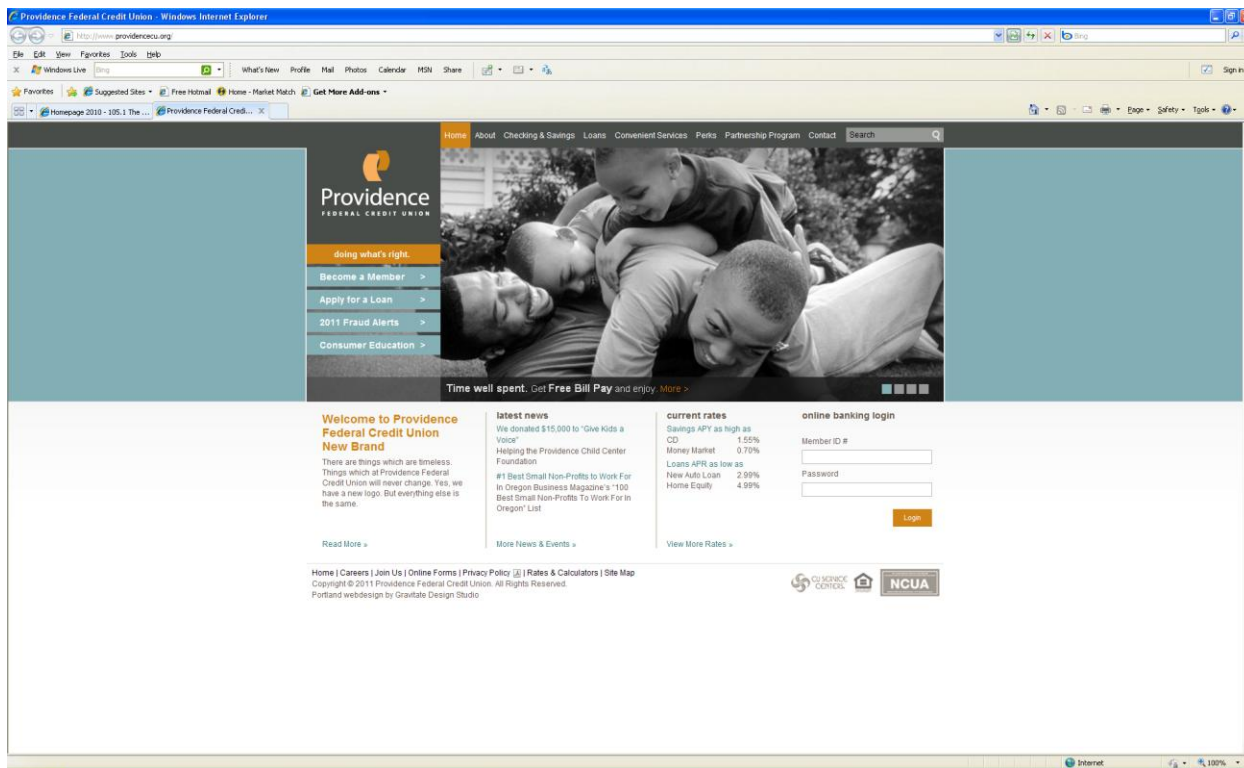 Providence Federal Credit Union - Windows Internet Explorer
http://www.providencecu.org/
Bing
File Edit View Favorites Tools Help
X Windows Live Bing What's New Profile Mail Photos Calendar MSN Share Sign in
Favorites Suggested Sites Free Hotmail Home - Market Match Get More Add-ons
Homepage 2010 - 105.1 The ... Providence Federal Credi... X Page Safety Tools
Home About Checking & Savings Loans Convenient Services Perks Partnership Program Contact Search
Providence
FEDERAL CREDIT UNION
doing what's right.
Become a Member >
Apply for a Loan >
2011 Fraud Alerts >
Consumer Education >
Time well spent. Get Free Bill Pay and enjoy. More >
Welcome to Providence
Federal Credit Union
New Brand
There are things which are timeless.
Things which at Providence Federal
Credit Union will never change. Yes, we
have a new logo. But everything else is
the same.
Read More »
latest news
We donated $15,000 to "Give Kids a
Voice"
Helping the Providence Child Center
Foundation
#1 Best Small Non-Profits to Work For
In Oregon Business Magazine's "100
Best Small Non-Profits To Work For In
Oregon" List
More News & Events »
current rates
Savings APY as high as
CD 1.55%
Money Market 0.70%
Loans APR as low as
New Auto Loan 2.99%
Home Equity 4.99%
View More Rates »
online banking login
Member ID #
Password
Login
Home | Careers | Join Us | Online Forms | Privacy Policy | Rates & Calculators | Site Map
Copyright © 2011 Providence Federal Credit Union. All Rights Reserved.
Portland webdesign by Gravitate Design Studio
CU SERVICE
CENTERS
NCUA
Internet 100%